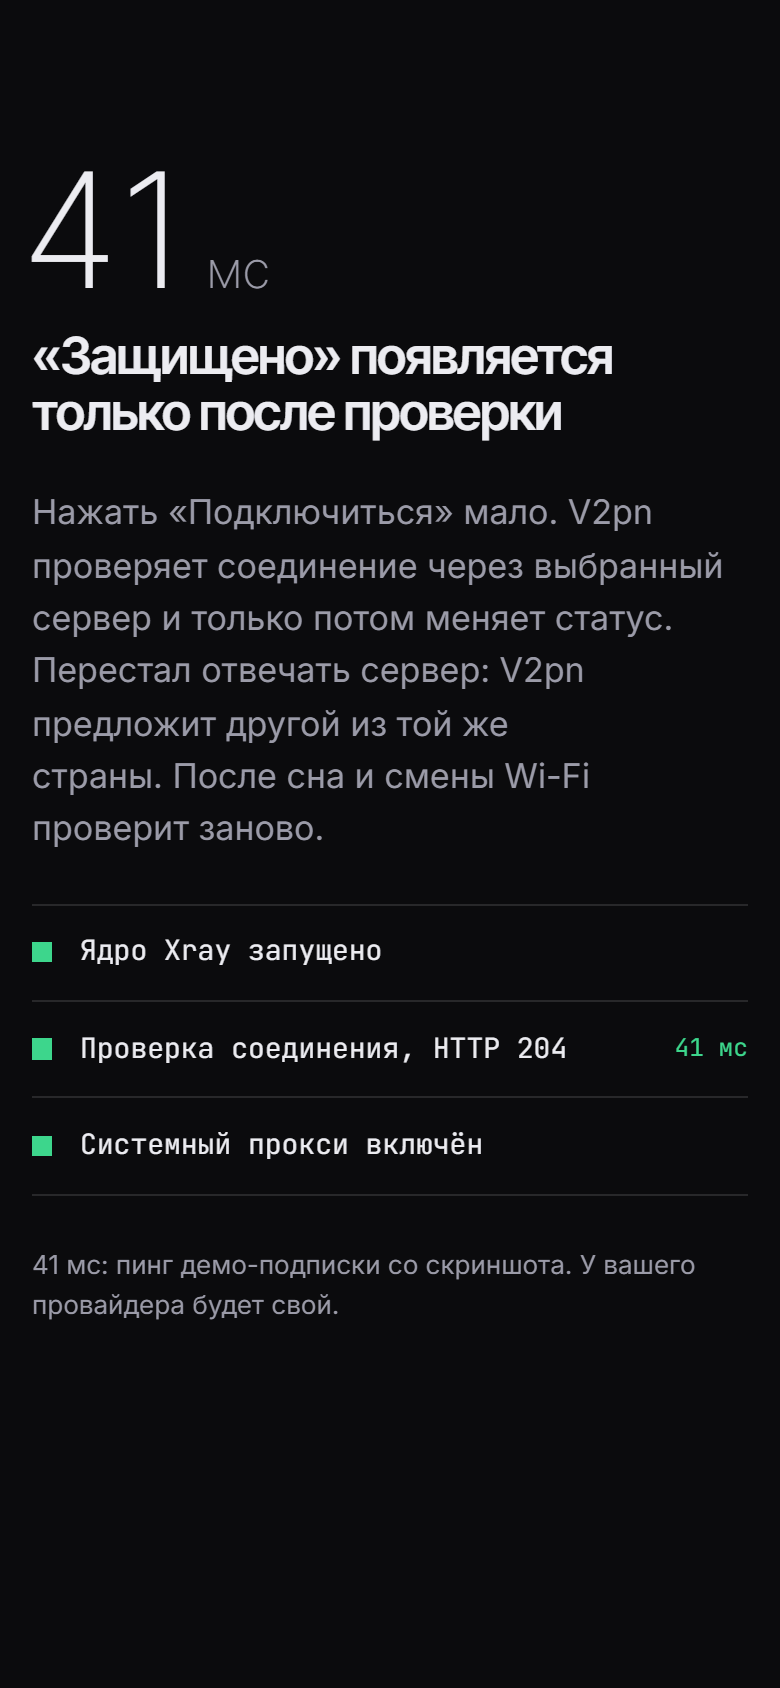 41 мс
«Защищено» появляется
только после проверки
Нажать «Подключиться» мало. V2pn
проверяет соединение через выбранный
сервер и только потом меняет статус.
Перестал отвечать сервер: V2pn
предложит другой из той же
страны. После сна и смены Wi-Fi
проверит заново.
Ядро Xray запущено
Проверка соединения, HTTP 204 41 мс
Системный прокси включён
41 мс: пинг демо-подписки со скриншота. У вашего
провайдера будет свой.